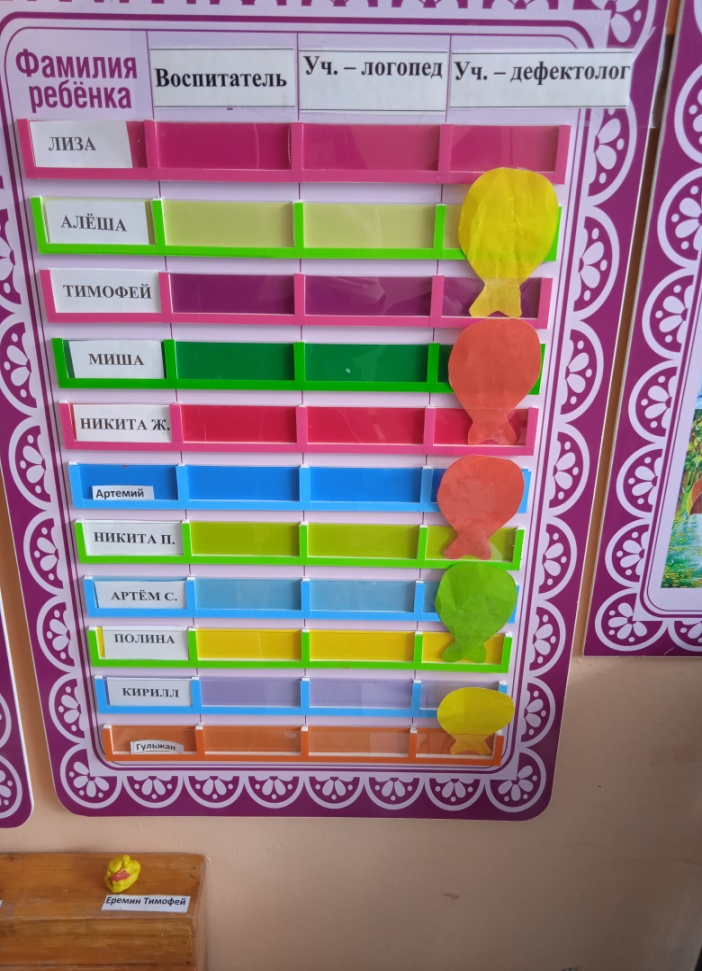 Фамилия
ребёнка
Воспитатель
Уч. – логопед
Уч. – дефектолог
ЛИЗА
АЛЁША
ТИМОФЕЙ
МИША
НИКИТА Ж.
Артемий
НИКИТА П.
АРТЁМ С.
ПОЛИНА
КИРИЛЛ
Гульжан
Еремин Тимофей